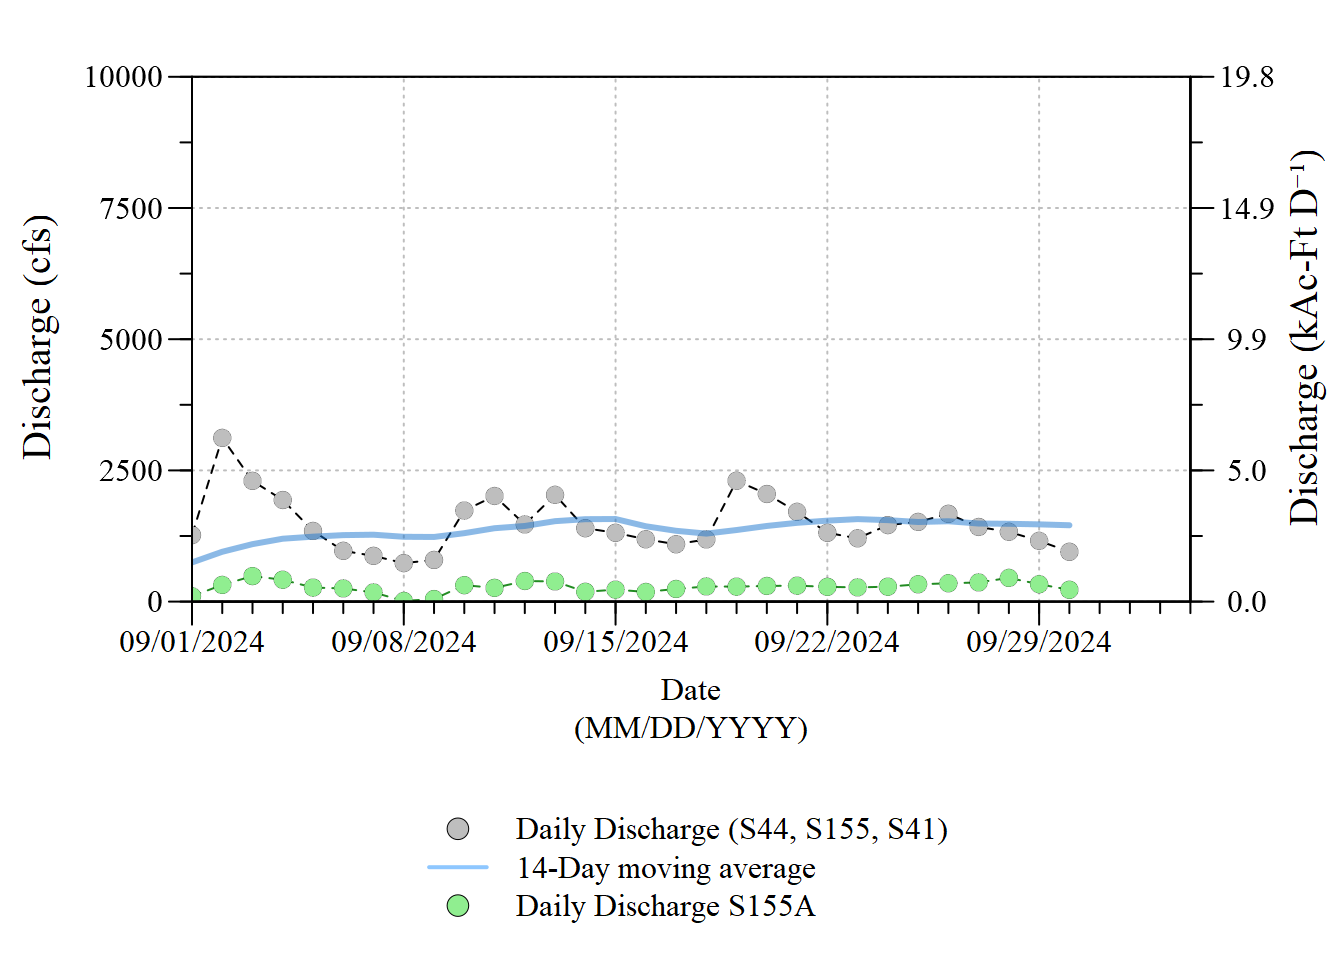 10000
7500
5000
2500
0
Discharge (cfs)
19.8
14.9
9.9
5.0
0.0
Discharge (kAc-Ft D⁻¹)
09/01/2024 09/08/2024 09/15/2024 09/22/2024 09/29/2024
Date
(MM/DD/YYYY)
Daily Discharge (S44, S155, S41)
14-Day moving average
Daily Discharge S155A